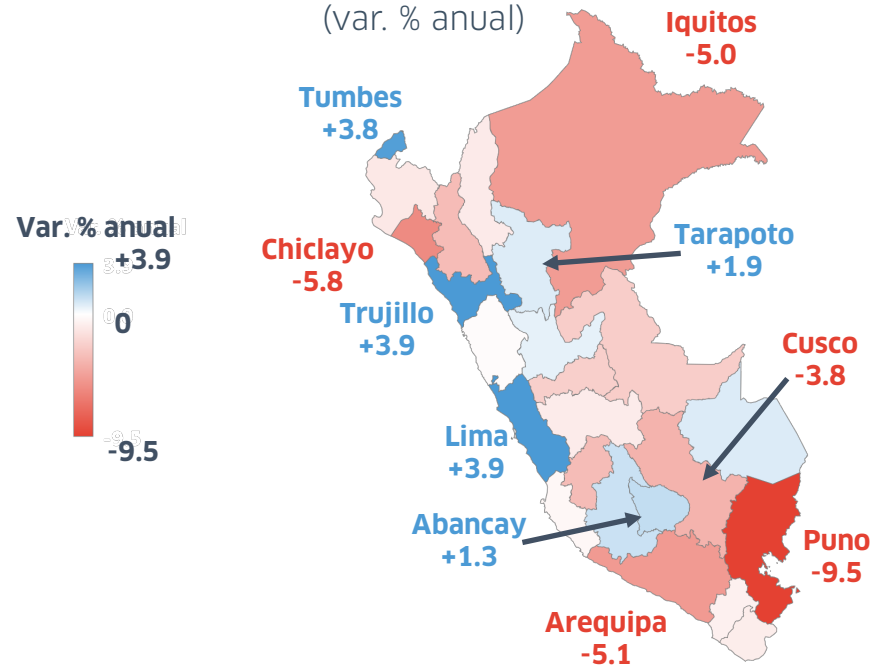 (var. % anual)
Iquitos
-5.0
Tumbes
+3.8
Var. % anual
+3.9
0
-9.5
Chiclayo
-5.8
Tarapoto
+1.9
Trujillo
+3.9
Cusco
-3.8
Lima
+3.9
Abancay
+1.3
Puno
-9.5
Arequipa
-5.1